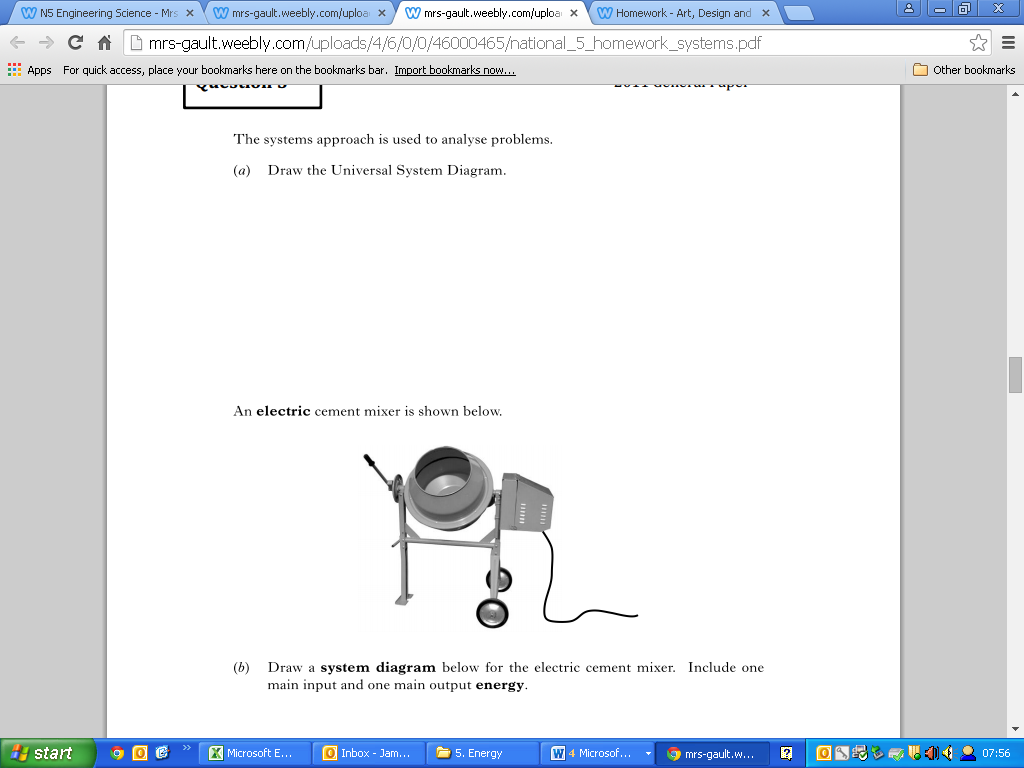 N5 Engineering Science - Mrs
mrs-gault.weebly.com/uploa
mrs-gault.weebly.com/uploa
Homework - Art, Design and
mrs-gault.weebly.com/uploads/4/6/0/0/46000465/national_5_homework_systems.pdf
Apps For quick access, place your bookmarks here on the bookmarks bar. Import bookmarks now... Other bookmarks
The systems approach is used to analyse problems.
(a) Draw the Universal System Diagram.
An electric cement mixer is shown below.
(b) Draw a system diagram below for the electric cement mixer. Include one
main input and one main output energy.
start Microsoft E... Inbox - Jam... 5. Energy 4 Microsof... mrs-gault.w... 07:56